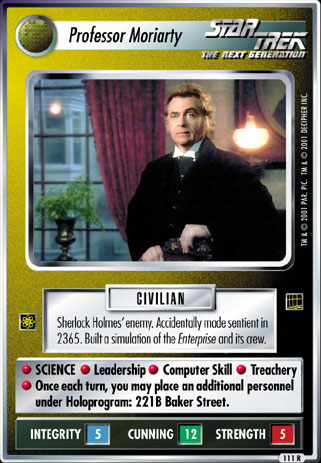 Professor Moriarty
STAR TREK
THE NEXT GENERATION
TM & © 2001 PAR. PIC. TM & © 2001 DECIPHER INC.
CIVILIAN
Sherlock Holmes' enemy. Accidentally made sentient in
2365. Built a simulation of the Enterprise and its crew.
• SCIENCE • Leadership • Computer Skill • Treachery
• Once each turn, you may place an additional personnel
under Holoprogram: 221B Baker Street.
INTEGRITY 5 CUNNING 12 STRENGTH 5
111 R